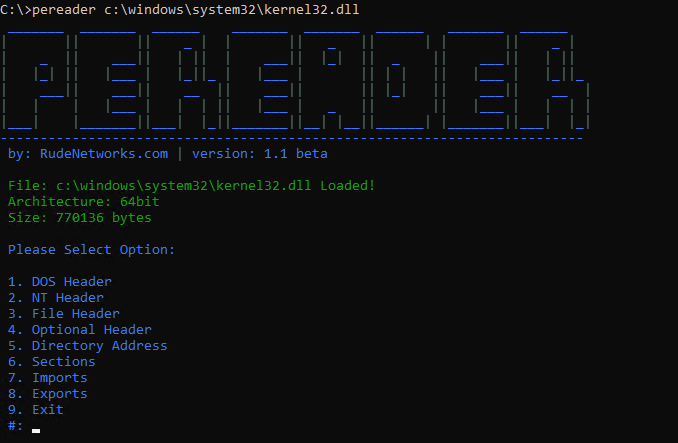 C:\>pereader c:\windows\system32\kernel32.dll
PEREADER
by: RudeNetworks.com | version: 1.1 beta
File: c:\windows\system32\kernel32.dll Loaded!
Architecture: 64bit
Size: 770136 bytes
Please Select Option:
1. DOS Header
2. NT Header
3. File Header
4. Optional Header
5. Directory Address
6. Sections
7. Imports
8. Exports
9. Exit
#: